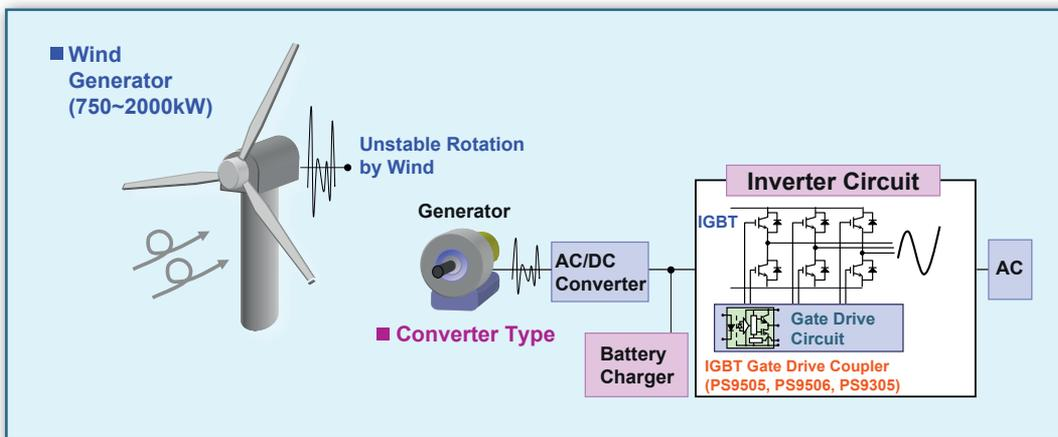 Wind
Generator
(750~2000kW)
Unstable Rotation
by Wind
Generator
AC/DC
Converter
Converter Type
Battery
Charger
Inverter Circuit
IGBT
Gate Drive
Circuit
IGBT Gate Drive Coupler
(PS9505, PS9506, PS9305)
AC